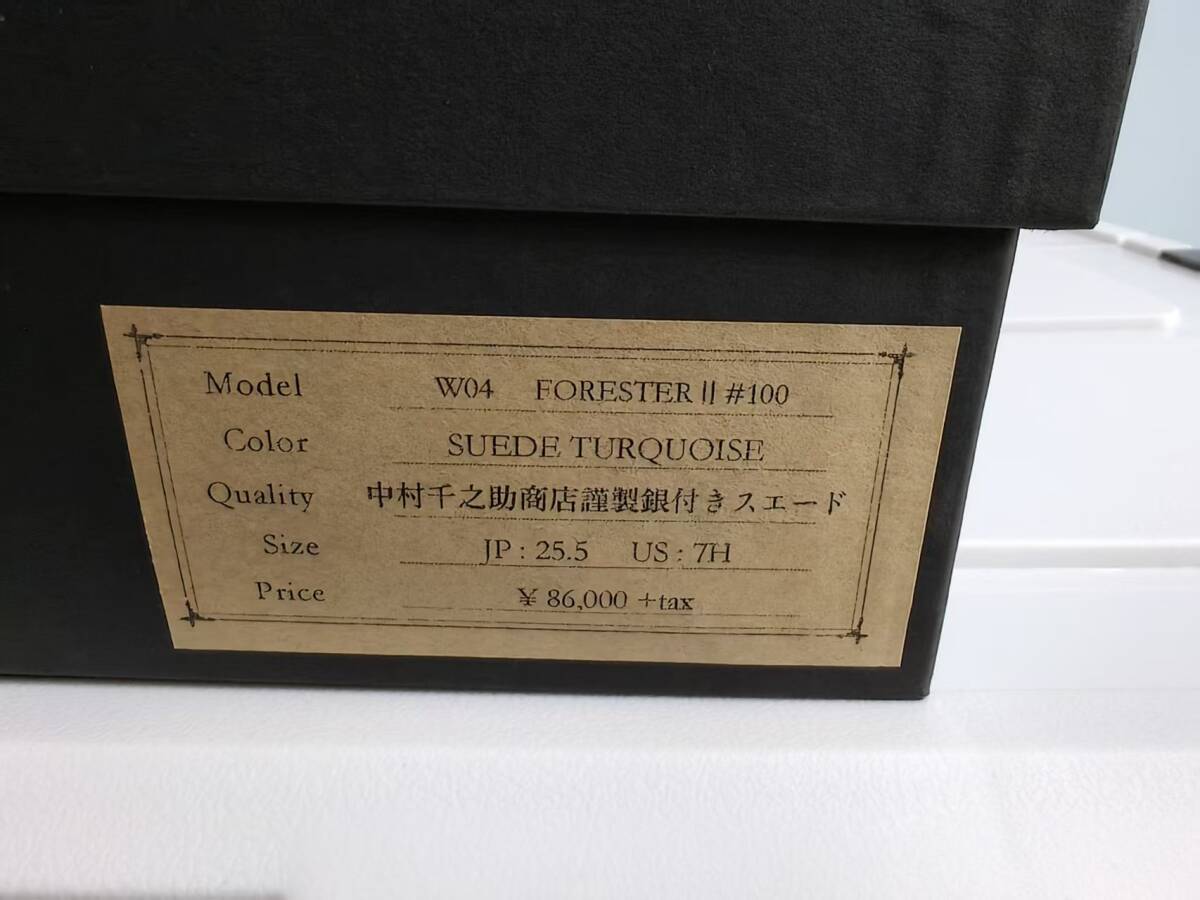 Model W04 FORESTER II #100
Color SUEDE TURQUOISE
Quality 中村千之助商店謹製銀付きスエード
Size JP : 25.5 US : 7H
Price ¥ 86,000 +tax